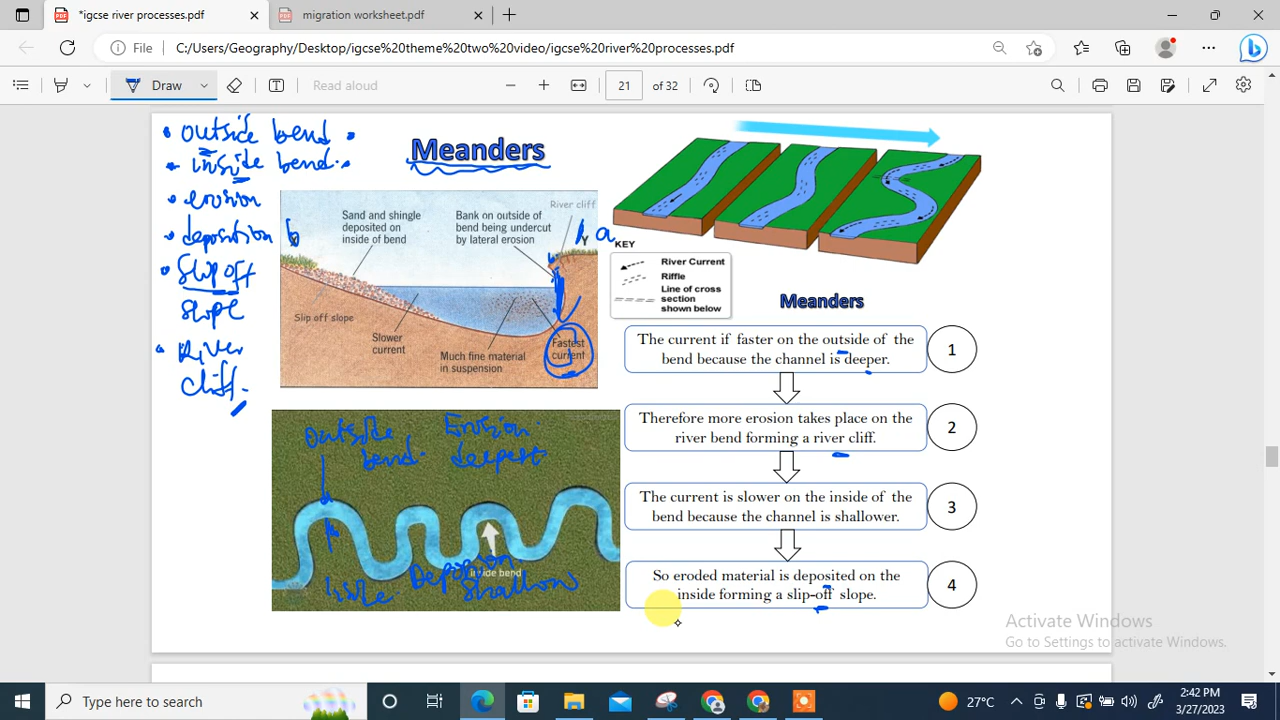 *igcse river processes.pdf
migration worksheet.pdf
File
C:/Users/Geography/Desktop/igcse%20theme%20two%20video/igcse%20river%20processes.pdf
Draw
Read aloud
21
of 32
outside bend
inside bend
erosion
deposition
Slip off
slope
River
cliff
Meanders
River cliff
Sand and shingle
deposited on
inside of bend
Bank on outside of
bend being undercut
by lateral erosion
b
Y
a
Slip off slope
Slower
current
Much fine material
in suspension
Fastest
current
KEY
River Current
Riffle
Line of cross
section
shown below
Meanders
The current if faster on the outside of the
bend because the channel is deeper.
1
Therefore more erosion takes place on the
river bend forming a river cliff.
2
The current is slower on the inside of the
bend because the channel is shallower.
3
So eroded material is deposited on the
inside forming a slip-off slope.
4
Outside
bend
Erosion
deepest
inside bend
shallow
Activate Windows
Go to Settings to activate Windows.
Type here to search
27°C
2:42 PM
3/27/2023